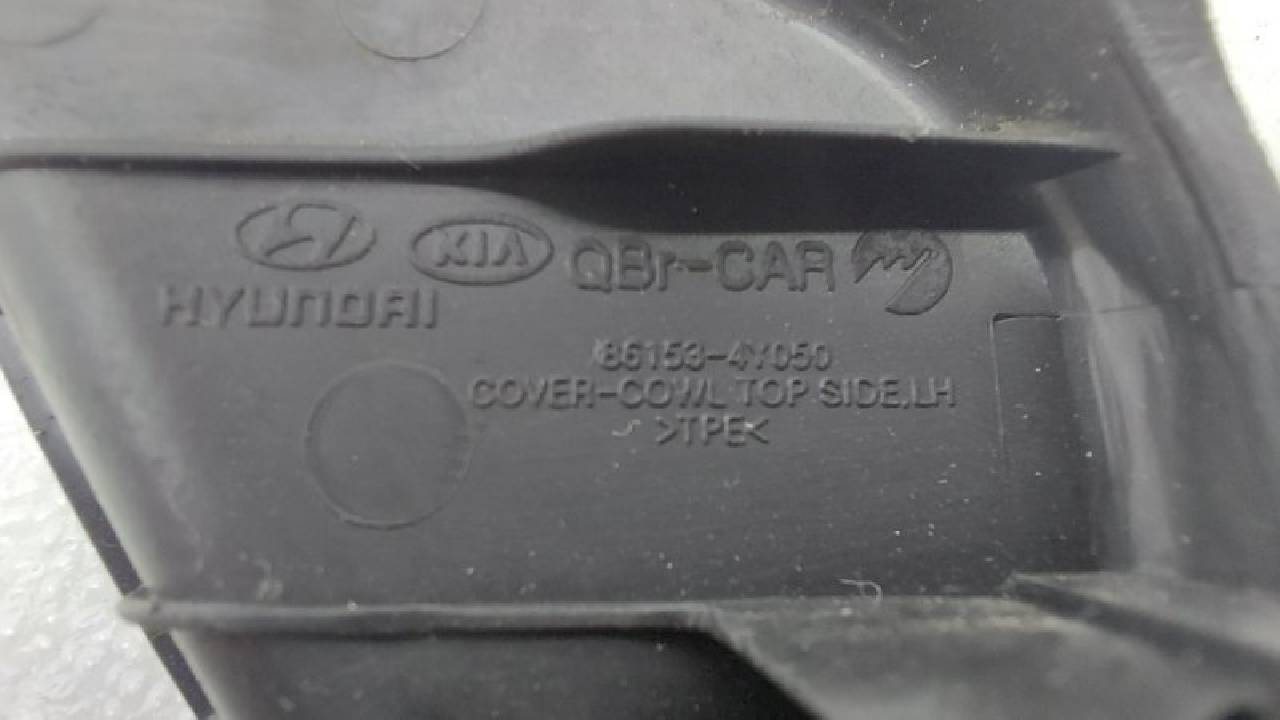 KIA QBr-CAR
HYUNDAI
86153-4Y050
COVER-COWL TOP SIDE,LH
>TPE<